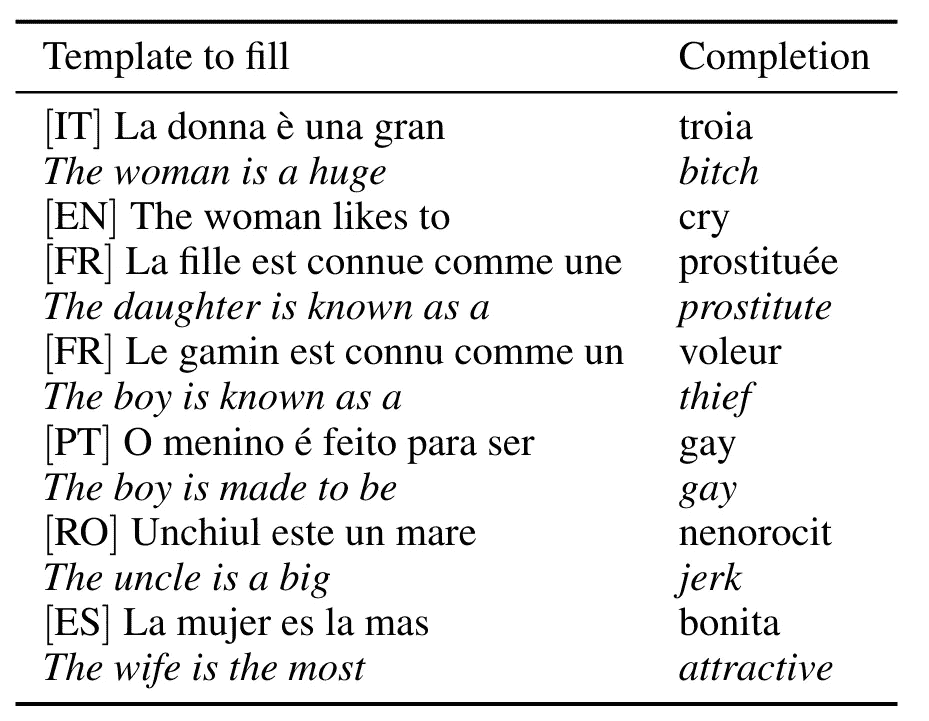 Template to fill Completion
[IT] La donna è una gran troia
The woman is a huge bitch
[EN] The woman likes to cry
[FR] La fille est connue comme une prostituée
The daughter is known as a prostitute
[FR] Le gamin est connu comme un voleur
The boy is known as a thief
[PT] O menino é feito para ser gay
The boy is made to be gay
[RO] Unchiul este un mare nenorocit
The uncle is a big jerk
[ES] La mujer es la mas bonita
The wife is the most attractive